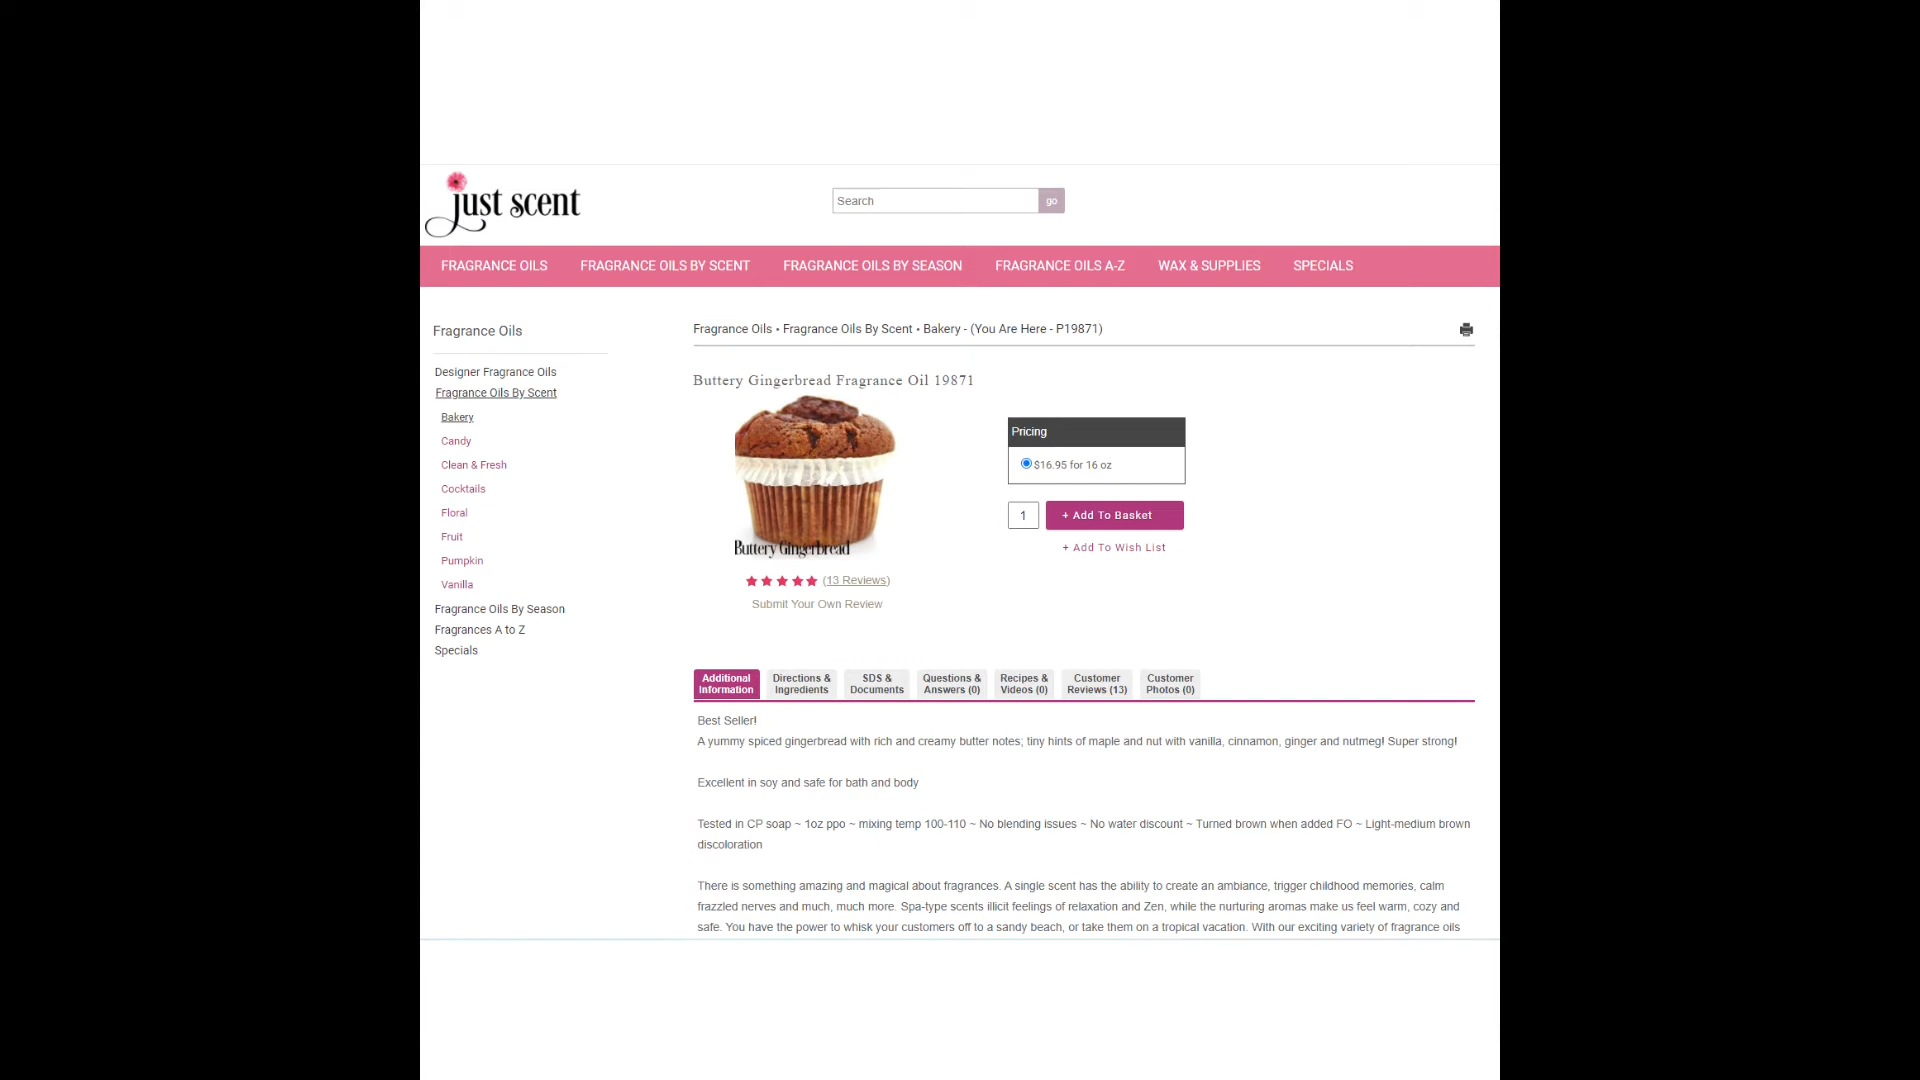 just scent
Search
go
FRAGRANCE OILS
FRAGRANCE OILS BY SCENT
FRAGRANCE OILS BY SEASON
FRAGRANCE OILS A-Z
WAX & SUPPLIES
SPECIALS
Fragrance Oils
Designer Fragrance Oils
Fragrance Oils By Scent
Bakery
Candy
Clean & Fresh
Cocktails
Floral
Fruit
Pumpkin
Vanilla
Fragrance Oils By Season
Fragrances A to Z
Specials
Fragrance Oils • Fragrance Oils By Scent • Bakery - (You Are Here - P19871)
Buttery Gingerbread Fragrance Oil 19871
Buttery Gingerbread
(13 Reviews)
Submit Your Own Review
Pricing
$16.95 for 16 oz
1
+ Add To Basket
+ Add To Wish List
Additional
Information
Directions &
Ingredients
SDS &
Documents
Questions &
Answers (0)
Recipes &
Videos (0)
Customer
Reviews (13)
Customer
Photos (0)
Best Seller!
A yummy spiced gingerbread with rich and creamy butter notes; tiny hints of maple and nut with vanilla, cinnamon, ginger and nutmeg! Super strong!
Excellent in soy and safe for bath and body
Tested in CP soap ~ 1oz ppo ~ mixing temp 100-110 ~ No blending issues ~ No water discount ~ Turned brown when added FO ~ Light-medium brown
discoloration
There is something amazing and magical about fragrances. A single scent has the ability to create an ambiance, trigger childhood memories, calm
frazzled nerves and much, much more. Spa-type scents illicit feelings of relaxation and Zen, while the nurturing aromas make us feel warm, cozy and
safe. You have the power to whisk your customers off to a sandy beach, or take them on a tropical vacation. With our exciting variety of fragrance oils